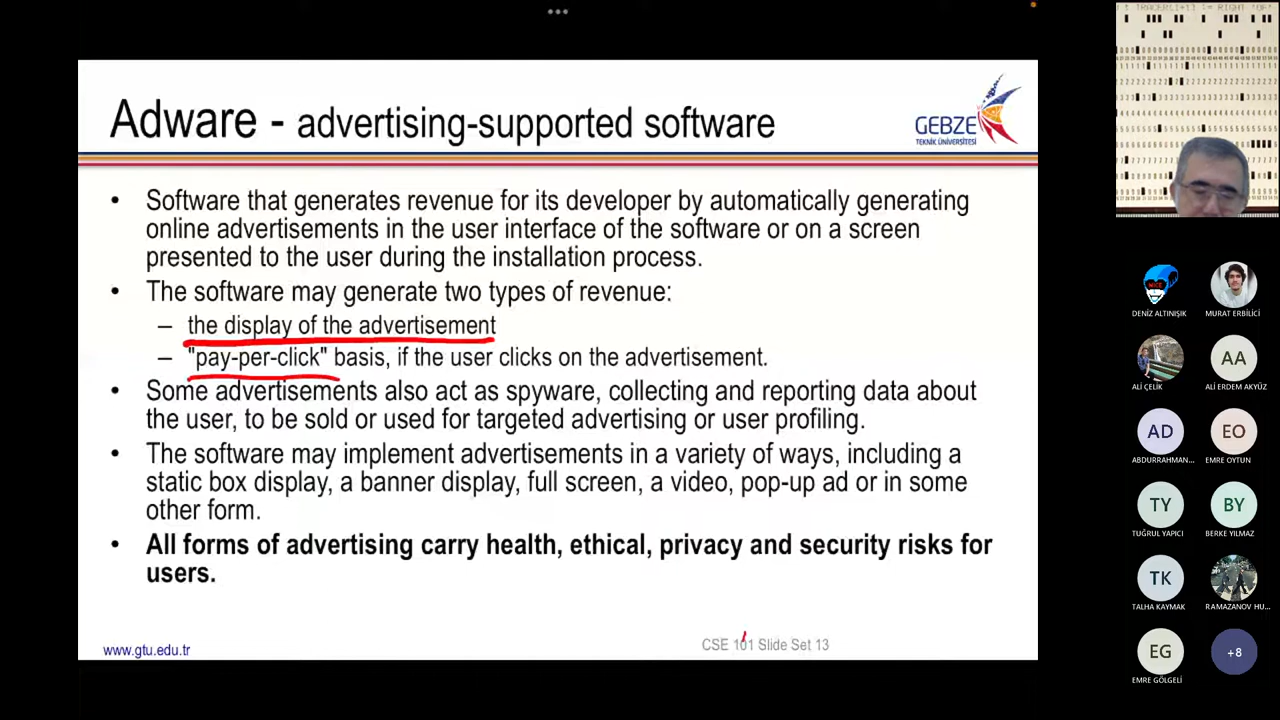 Adware - advertising-supported software
GEBZE
TEKNİK ÜNİVERSİTESİ
• Software that generates revenue for its developer by automatically generating
online advertisements in the user interface of the software or on a screen
presented to the user during the installation process.
• The software may generate two types of revenue:
– the display of the advertisement
– "pay-per-click" basis, if the user clicks on the advertisement.
• Some advertisements also act as spyware, collecting and reporting data about
the user, to be sold or used for targeted advertising or user profiling.
• The software may implement advertisements in a variety of ways, including a
static box display, a banner display, full screen, a video, pop-up ad or in some
other form.
• All forms of advertising carry health, ethical, privacy and security risks for
users.
www.gtu.edu.tr
CSE 101 Slide Set 13
DENİZ ALTINIŞIK
MURAT ERBİLİCİ
AA
ALİ ÇELİK
ALİ ERDEM AKYÜZ
AD
EO
ABDURRAHMAN...
EMRE OYTUN
TY
BY
TUĞRUL YAPICI
BERKE YILMAZ
TK
TALHA KAYMAK
RAMAZANOV HU...
EG
+8
EMRE GÖLGELİ